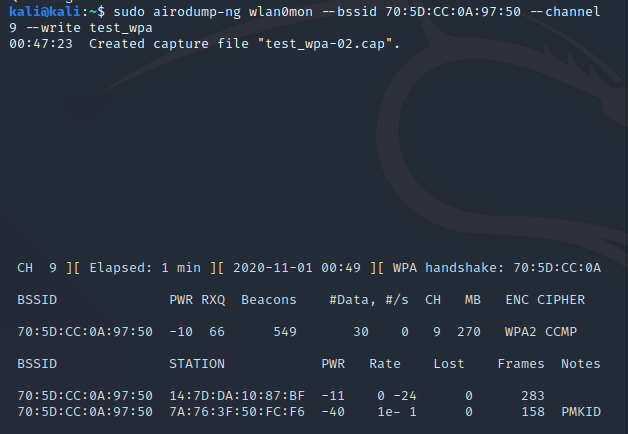 kali@kali:~$ sudo airodump-ng wlan0mon --bssid 70:5D:CC:0A:97:50 --channel
9 --write test_wpa
00:47:23  Created capture file "test_wpa-02.cap".
CH  9 ][ Elapsed: 1 min ][ 2020-11-01 00:49 ][ WPA handshake: 70:5D:CC:0A
BSSID              PWR RXQ  Beacons    #Data, #/s  CH   MB   ENC CIPHER
70:5D:CC:0A:97:50  -10  66      549       30    0   9  270   WPA2 CCMP
BSSID              STATION            PWR   Rate    Lost    Frames  Notes
70:5D:CC:0A:97:50  14:7D:DA:10:87:BF  -11    0 -24      0      283
70:5D:CC:0A:97:50  7A:76:3F:50:FC:F6  -40    1e- 1      0      158  PMKID